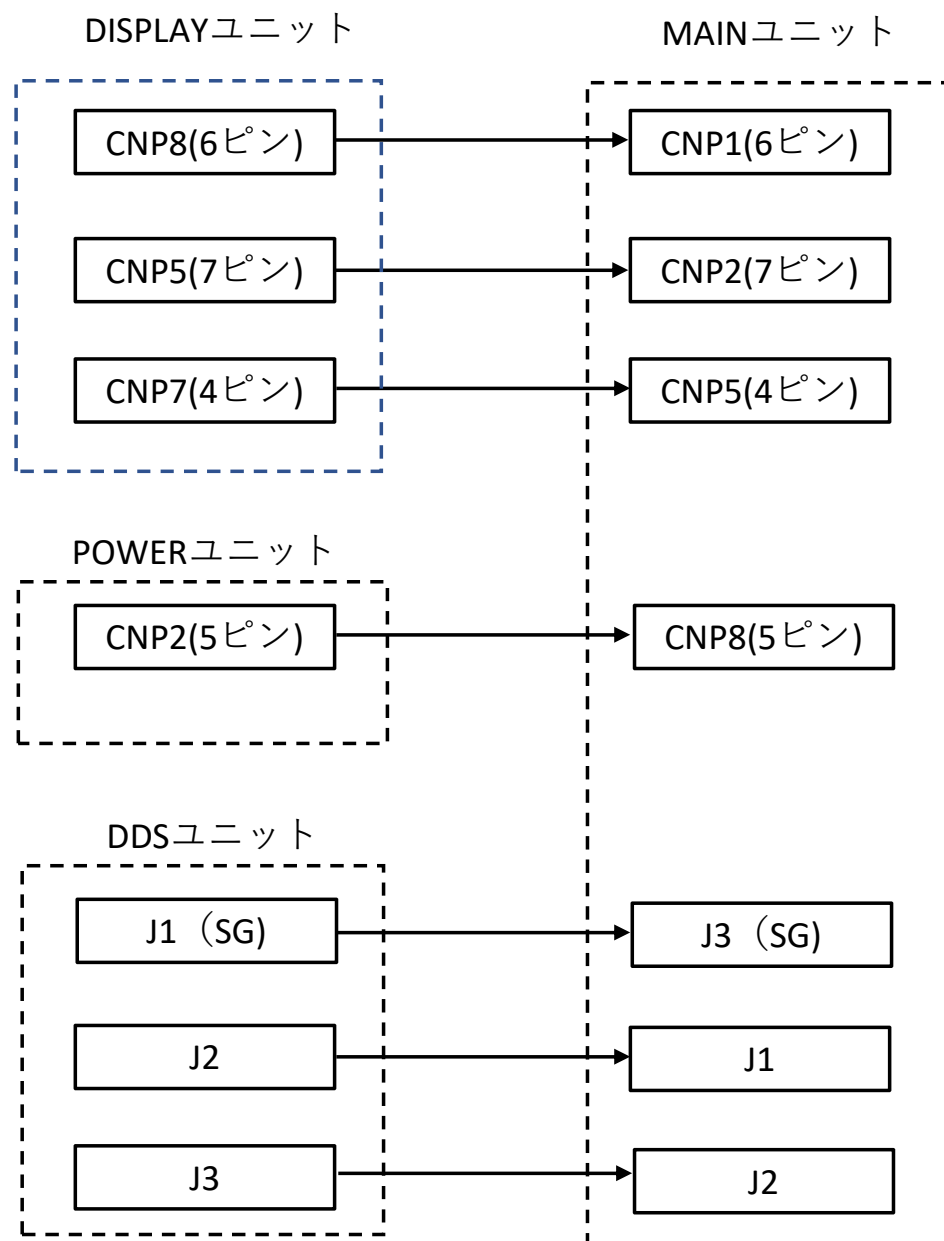 DISPLAYユニット
MAINユニット
CNP8(6ピン)
CNP1(6ピン)
CNP5(7ピン)
CNP2(7ピン)
CNP7(4ピン)
CNP5(4ピン)
POWERユニット
CNP2(5ピン)
CNP8(5ピン)
DDSユニット
J1（SG)
J3（SG)
J2
J1
J3
J2